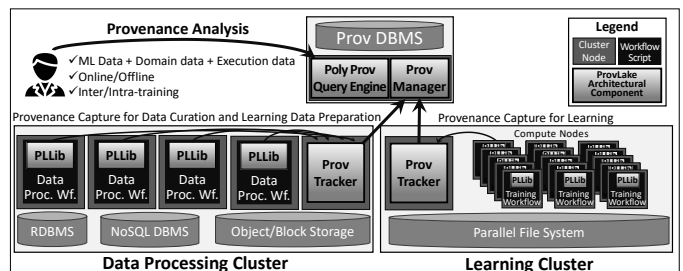 Provenance Analysis
✓ML Data + Domain data + Execution data
✓Online/Offline
✓Inter/Intra-training
Prov DBMS
Poly Prov
Query Engine
Prov
Manager
Legend
Cluster
Node
Workflow
Script
ProvLake
Architectural
Component
Provenance Capture for Data Curation and Learning Data Preparation
PLLib
Data
Proc. Wf.
PLLib
Data
Proc. Wf.
PLLib
Data
Proc. Wf.
PLLib
Data
Proc. Wf.
Prov
Tracker
RDBMS
NoSQL DBMS
Object/Block Storage
Data Processing Cluster
Provenance Capture for Learning
Compute Nodes
Prov
Tracker
PLLib
Training
Workflow
PLLib
Training
Workflow
PLLib
Training
Workflow
Parallel File System
Learning Cluster